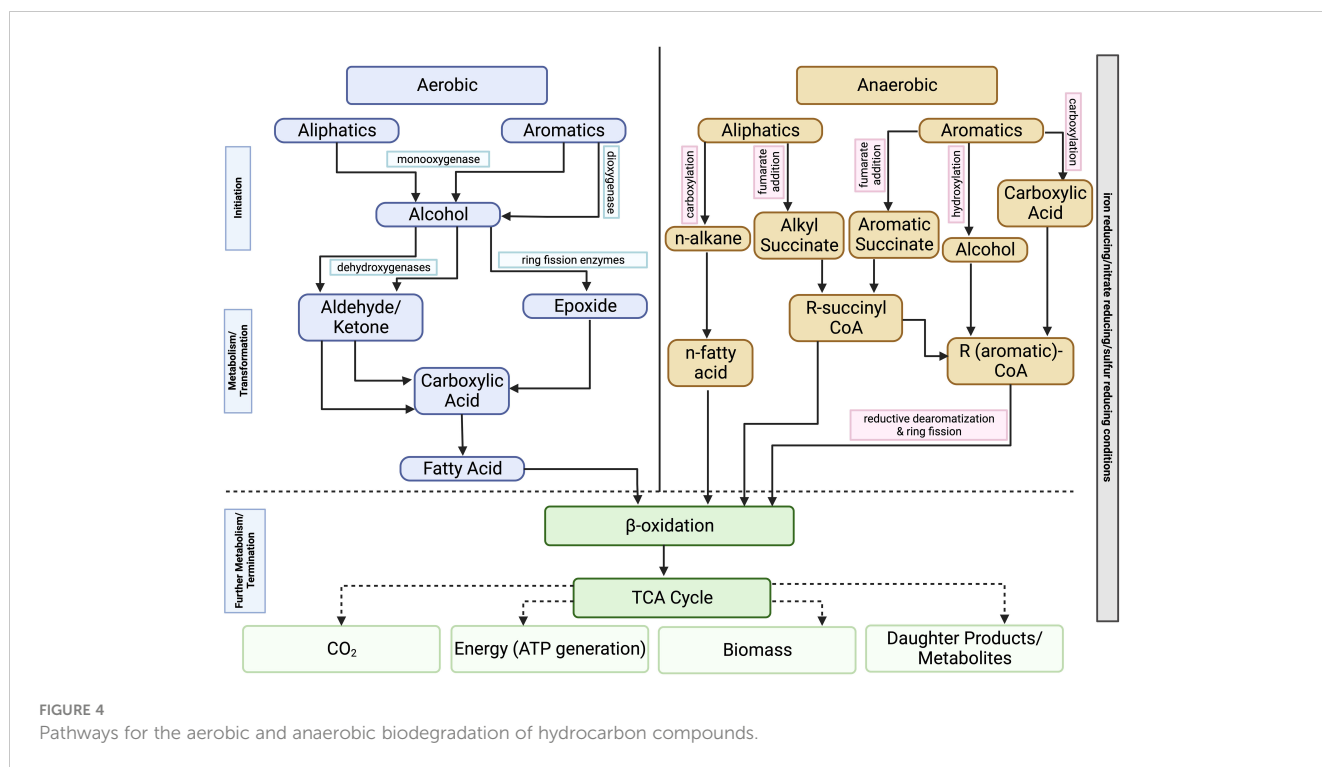 Aerobic
Aliphatics
Aromatics
monooxygenase
dioxygenase
Initiation
Alcohol
dehydroxygenases
ring fission enzymes
Aldehyde/
Ketone
Epoxide
Metabolism/
Transformation
Carboxylic
Acid
Fatty Acid
Anaerobic
Aliphatics
Aromatics
carboxylation
fumarate
addition
fumarate
addition
hydroxylation
carboxylation
n-alkane
Alkyl
Succinate
Aromatic
Succinate
Alcohol
Carboxylic
Acid
R-succinyl
CoA
n-fatty
acid
R (aromatic)-
CoA
reductive dearomatization
& ring fission
iron reducing/nitrate reducing/sulfur reducing conditions
Further Metabolism/
Termination
β-oxidation
TCA Cycle
CO₂
Energy (ATP generation)
Biomass
Daughter Products/
Metabolites
FIGURE 4
Pathways for the aerobic and anaerobic biodegradation of hydrocarbon compounds.